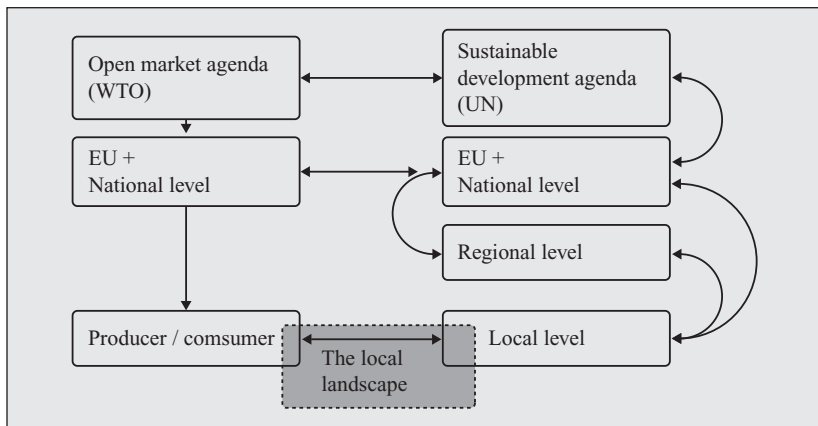 Open market agenda
(WTO)
Sustainable
development agenda
(UN)
EU +
National level
EU +
National level
Regional level
Producer / comsumer
Local level
The local
landscape